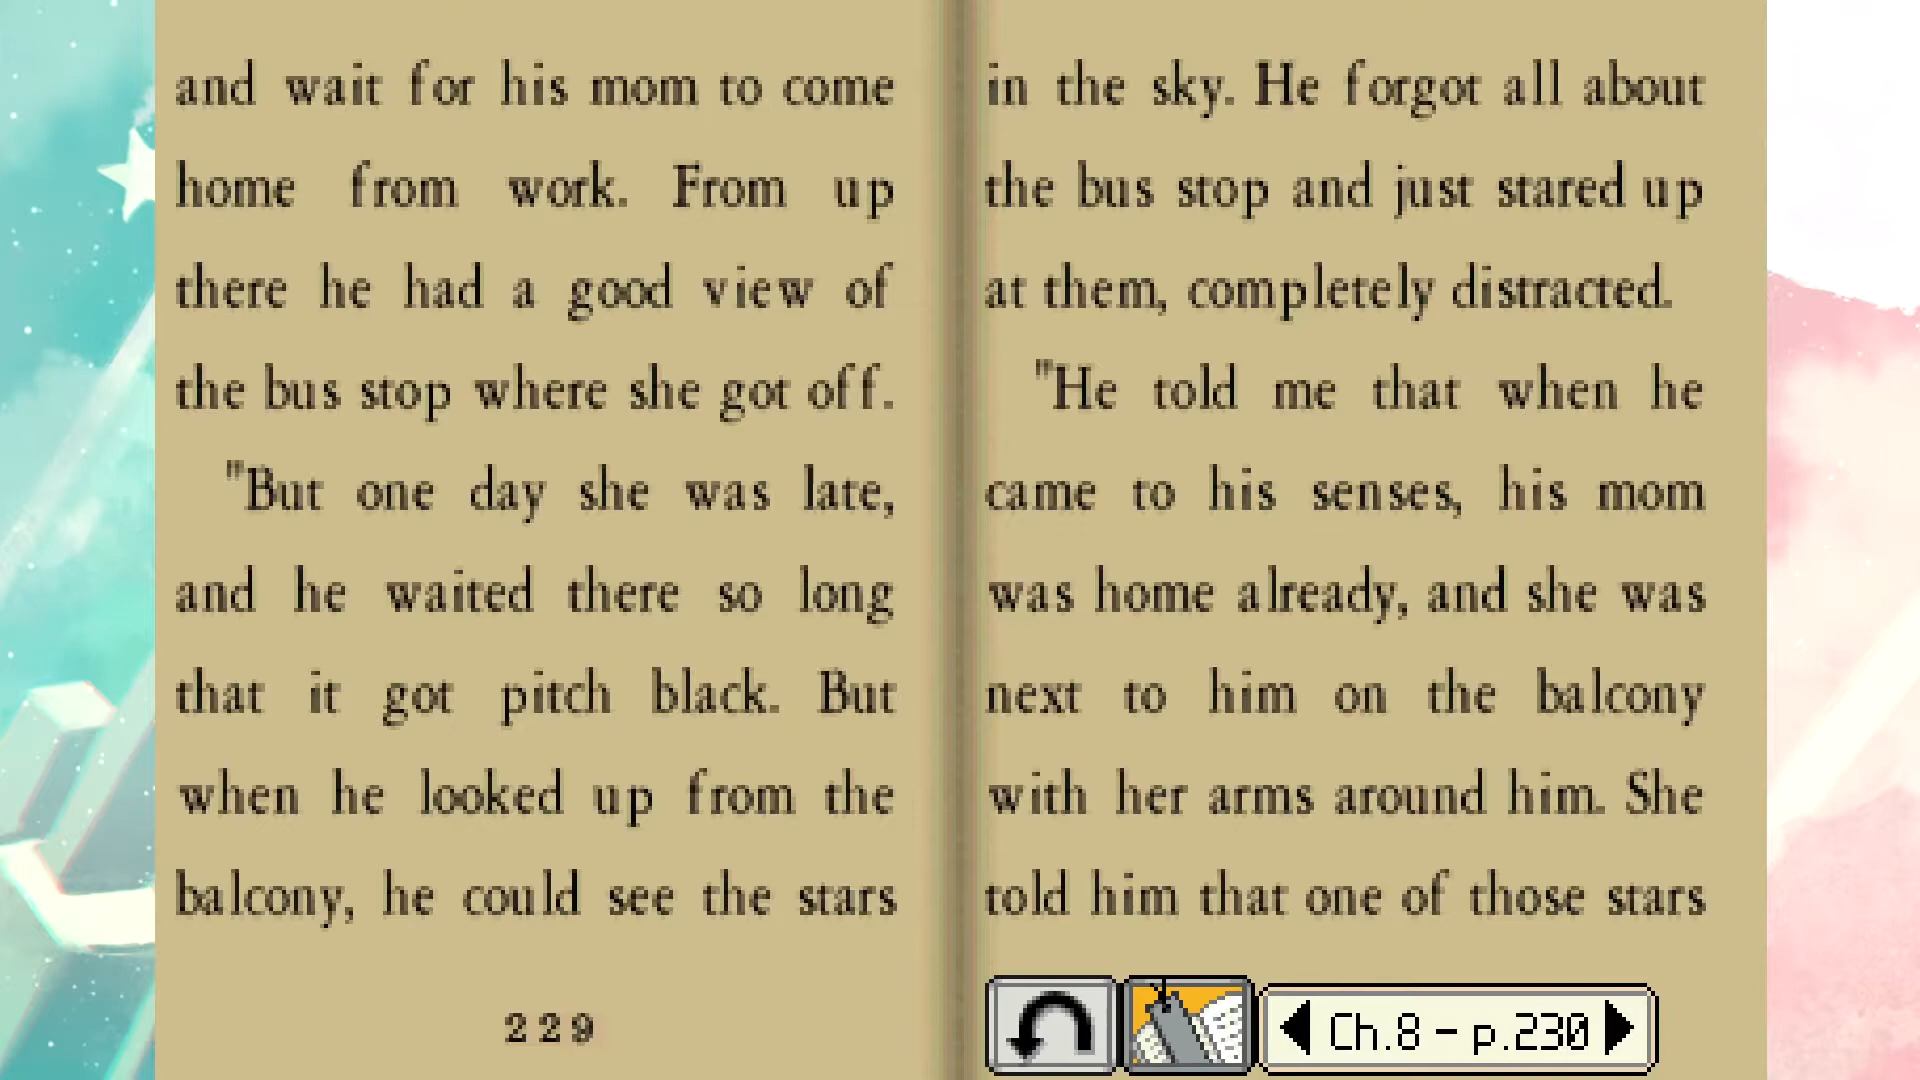 and wait for his mom to come
home from work. From up
there he had a good view of
the bus stop where she got off.
"But one day she was late,
and he waited there so long
that it got pitch black. But
when he looked up from the
balcony, he could see the stars
229
in the sky. He forgot all about
the bus stop and just stared up
at them, completely distracted.
"He told me that when he
came to his senses, his mom
was home already, and she was
next to him on the balcony
with her arms around him. She
told him that one of those stars
Ch.8 - p.230